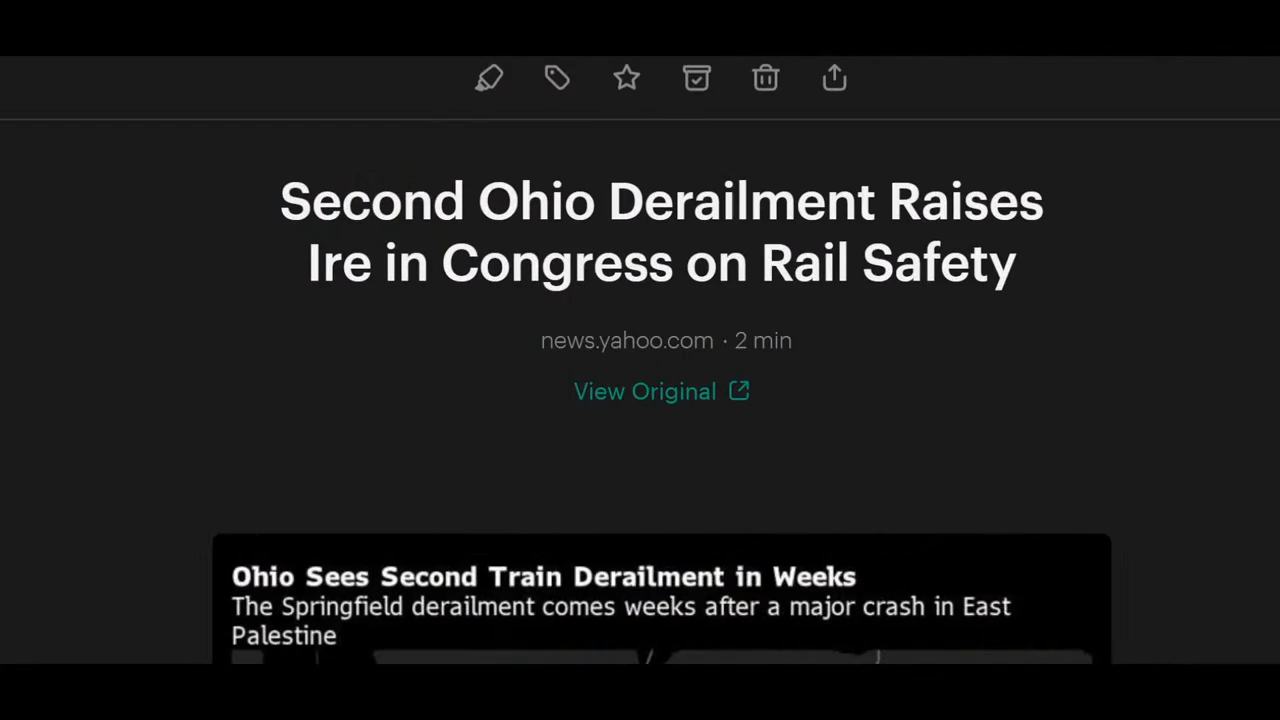 Second Ohio Derailment Raises
Ire in Congress on Rail Safety
news.yahoo.com · 2 min
View Original
Ohio Sees Second Train Derailment in Weeks
The Springfield derailment comes weeks after a major crash in East
Palestine